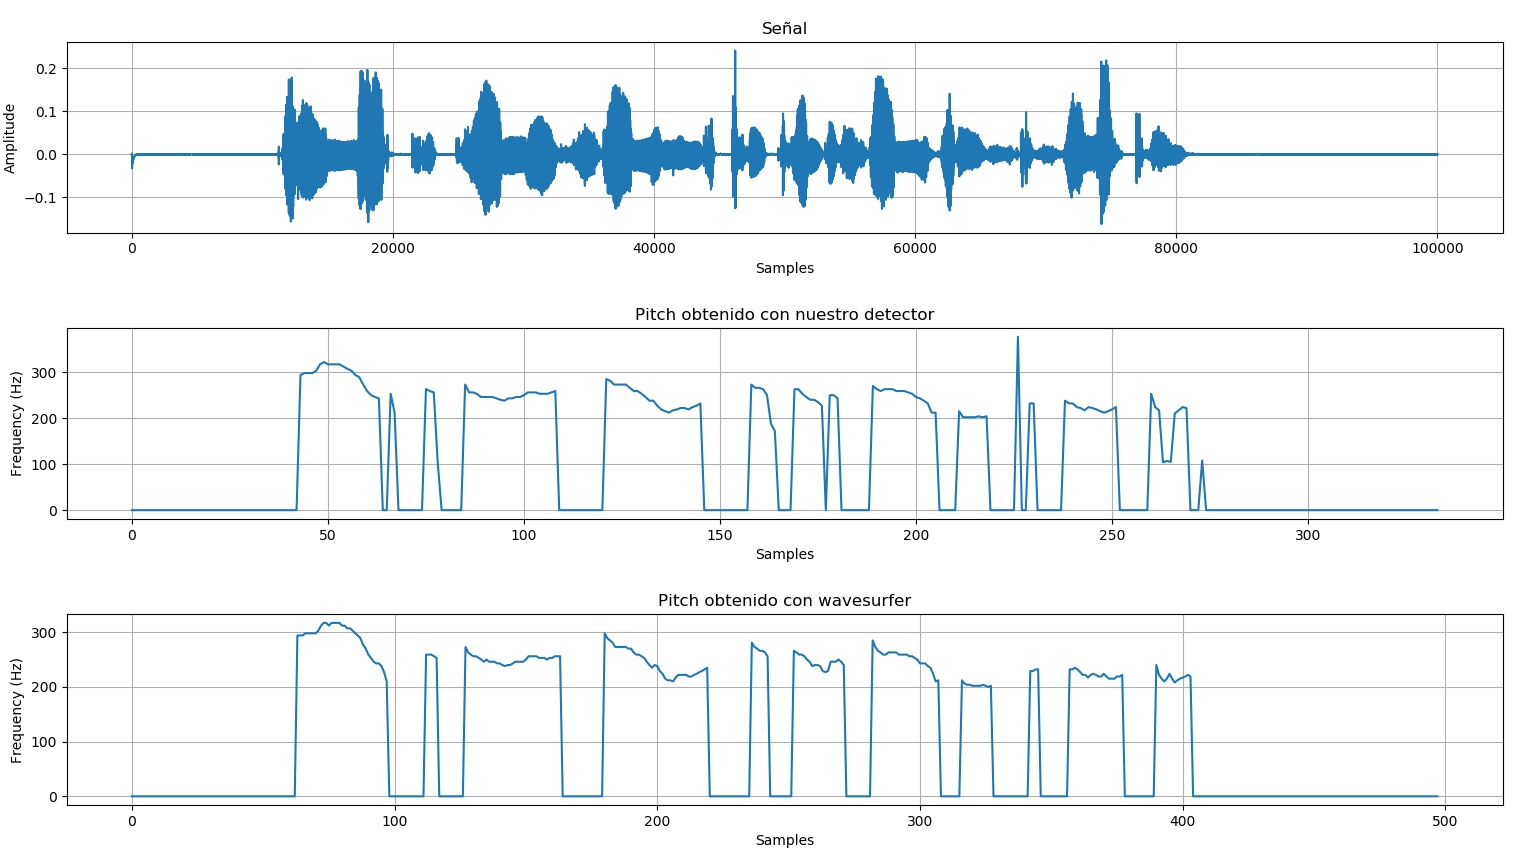 Señal
Amplitude
0.2
0.1
0.0
−0.1
0 20000 40000 60000 80000 100000
Samples
Pitch obtenido con nuestro detector
Frequency (Hz)
300
200
100
0
0 50 100 150 200 250 300
Samples
Pitch obtenido con wavesurfer
Frequency (Hz)
300
200
100
0
0 100 200 300 400 500
Samples